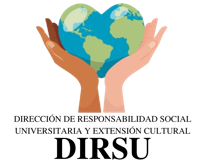 DIRECCIÓN DE RESPONSABILIDAD SOCIAL
UNIVERSITARIA Y EXTENSIÓN CULTURAL
DIRSU